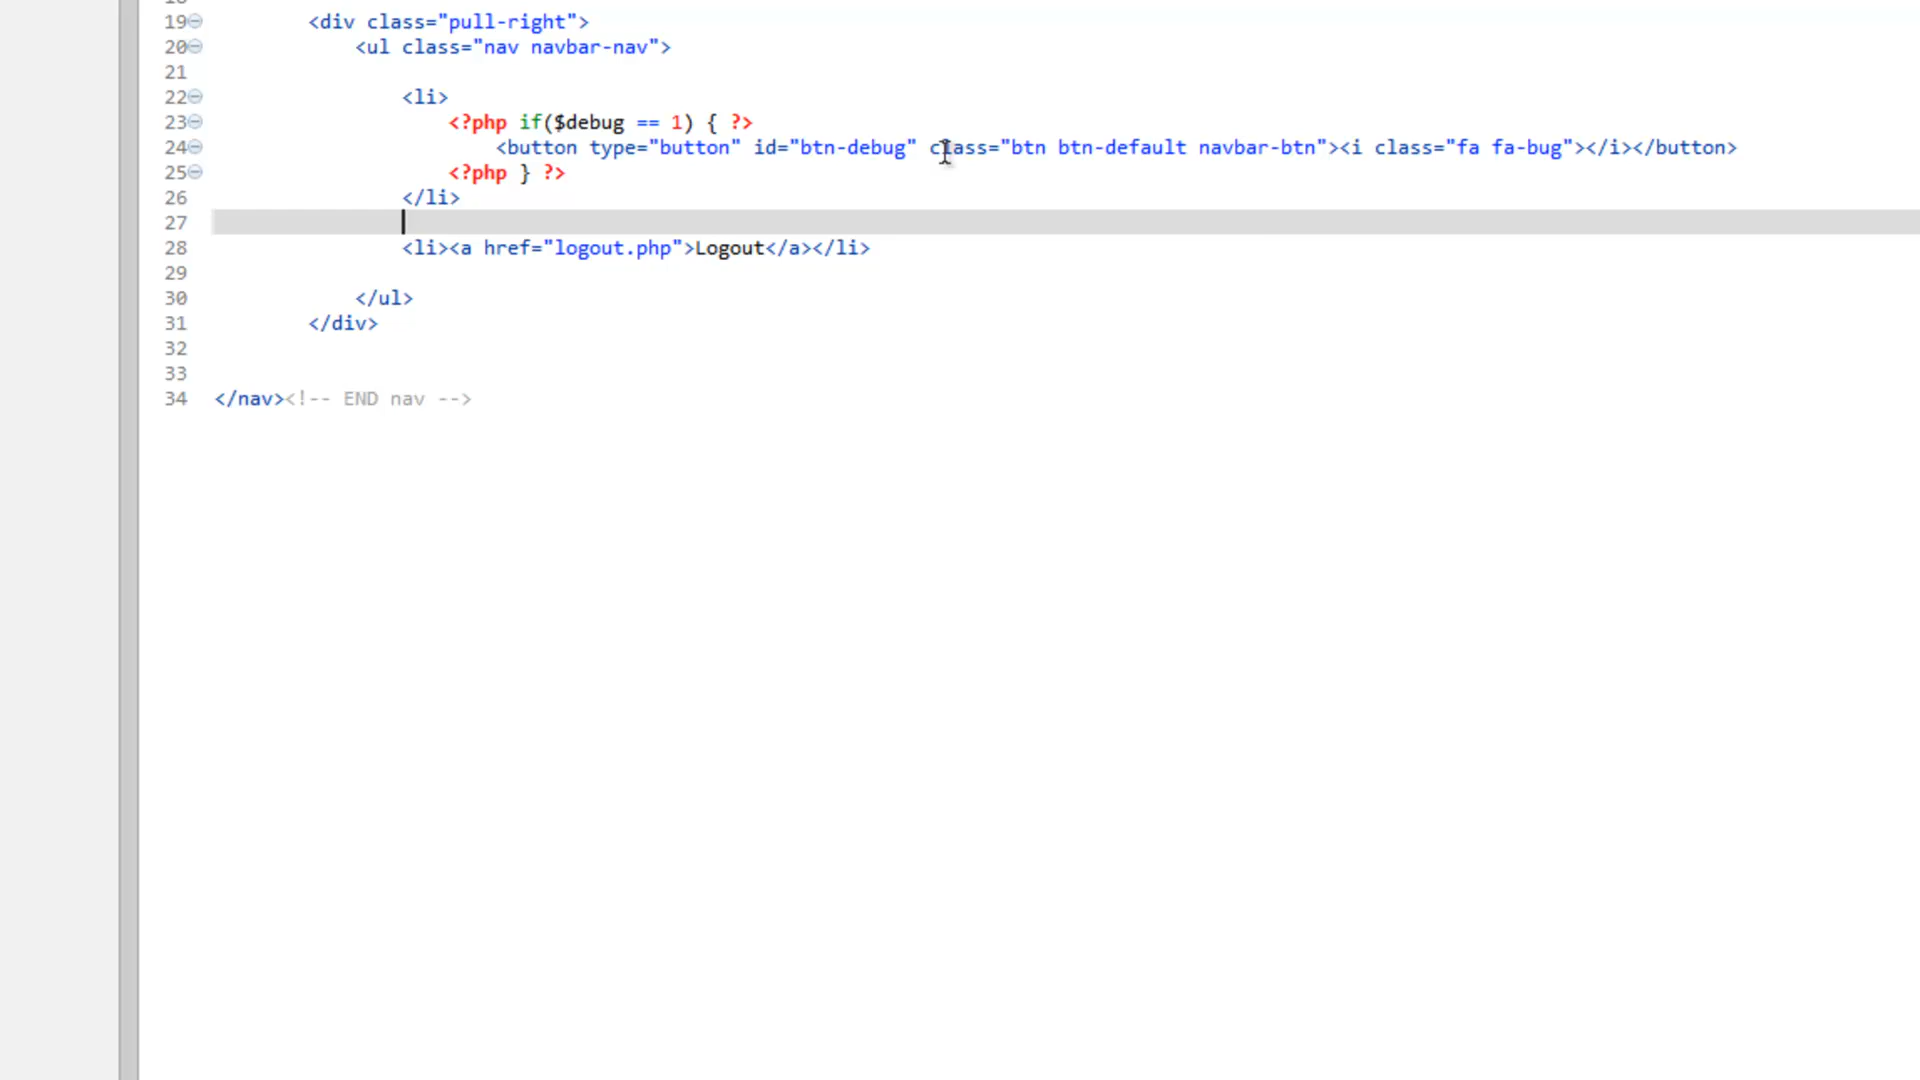 19 <div class="pull-right">
20 <ul class="nav navbar-nav">
21
22 <li>
23 <?php if($debug == 1) { ?>
24 <button type="button" id="btn-debug" class="btn btn-default navbar-btn"><i class="fa fa-bug"></i></button>
25 <?php } ?>
26 </li>
27
28 <li><a href="logout.php">Logout</a></li>
29
30 </ul>
31 </div>
32
33
34 </nav><!-- END nav -->